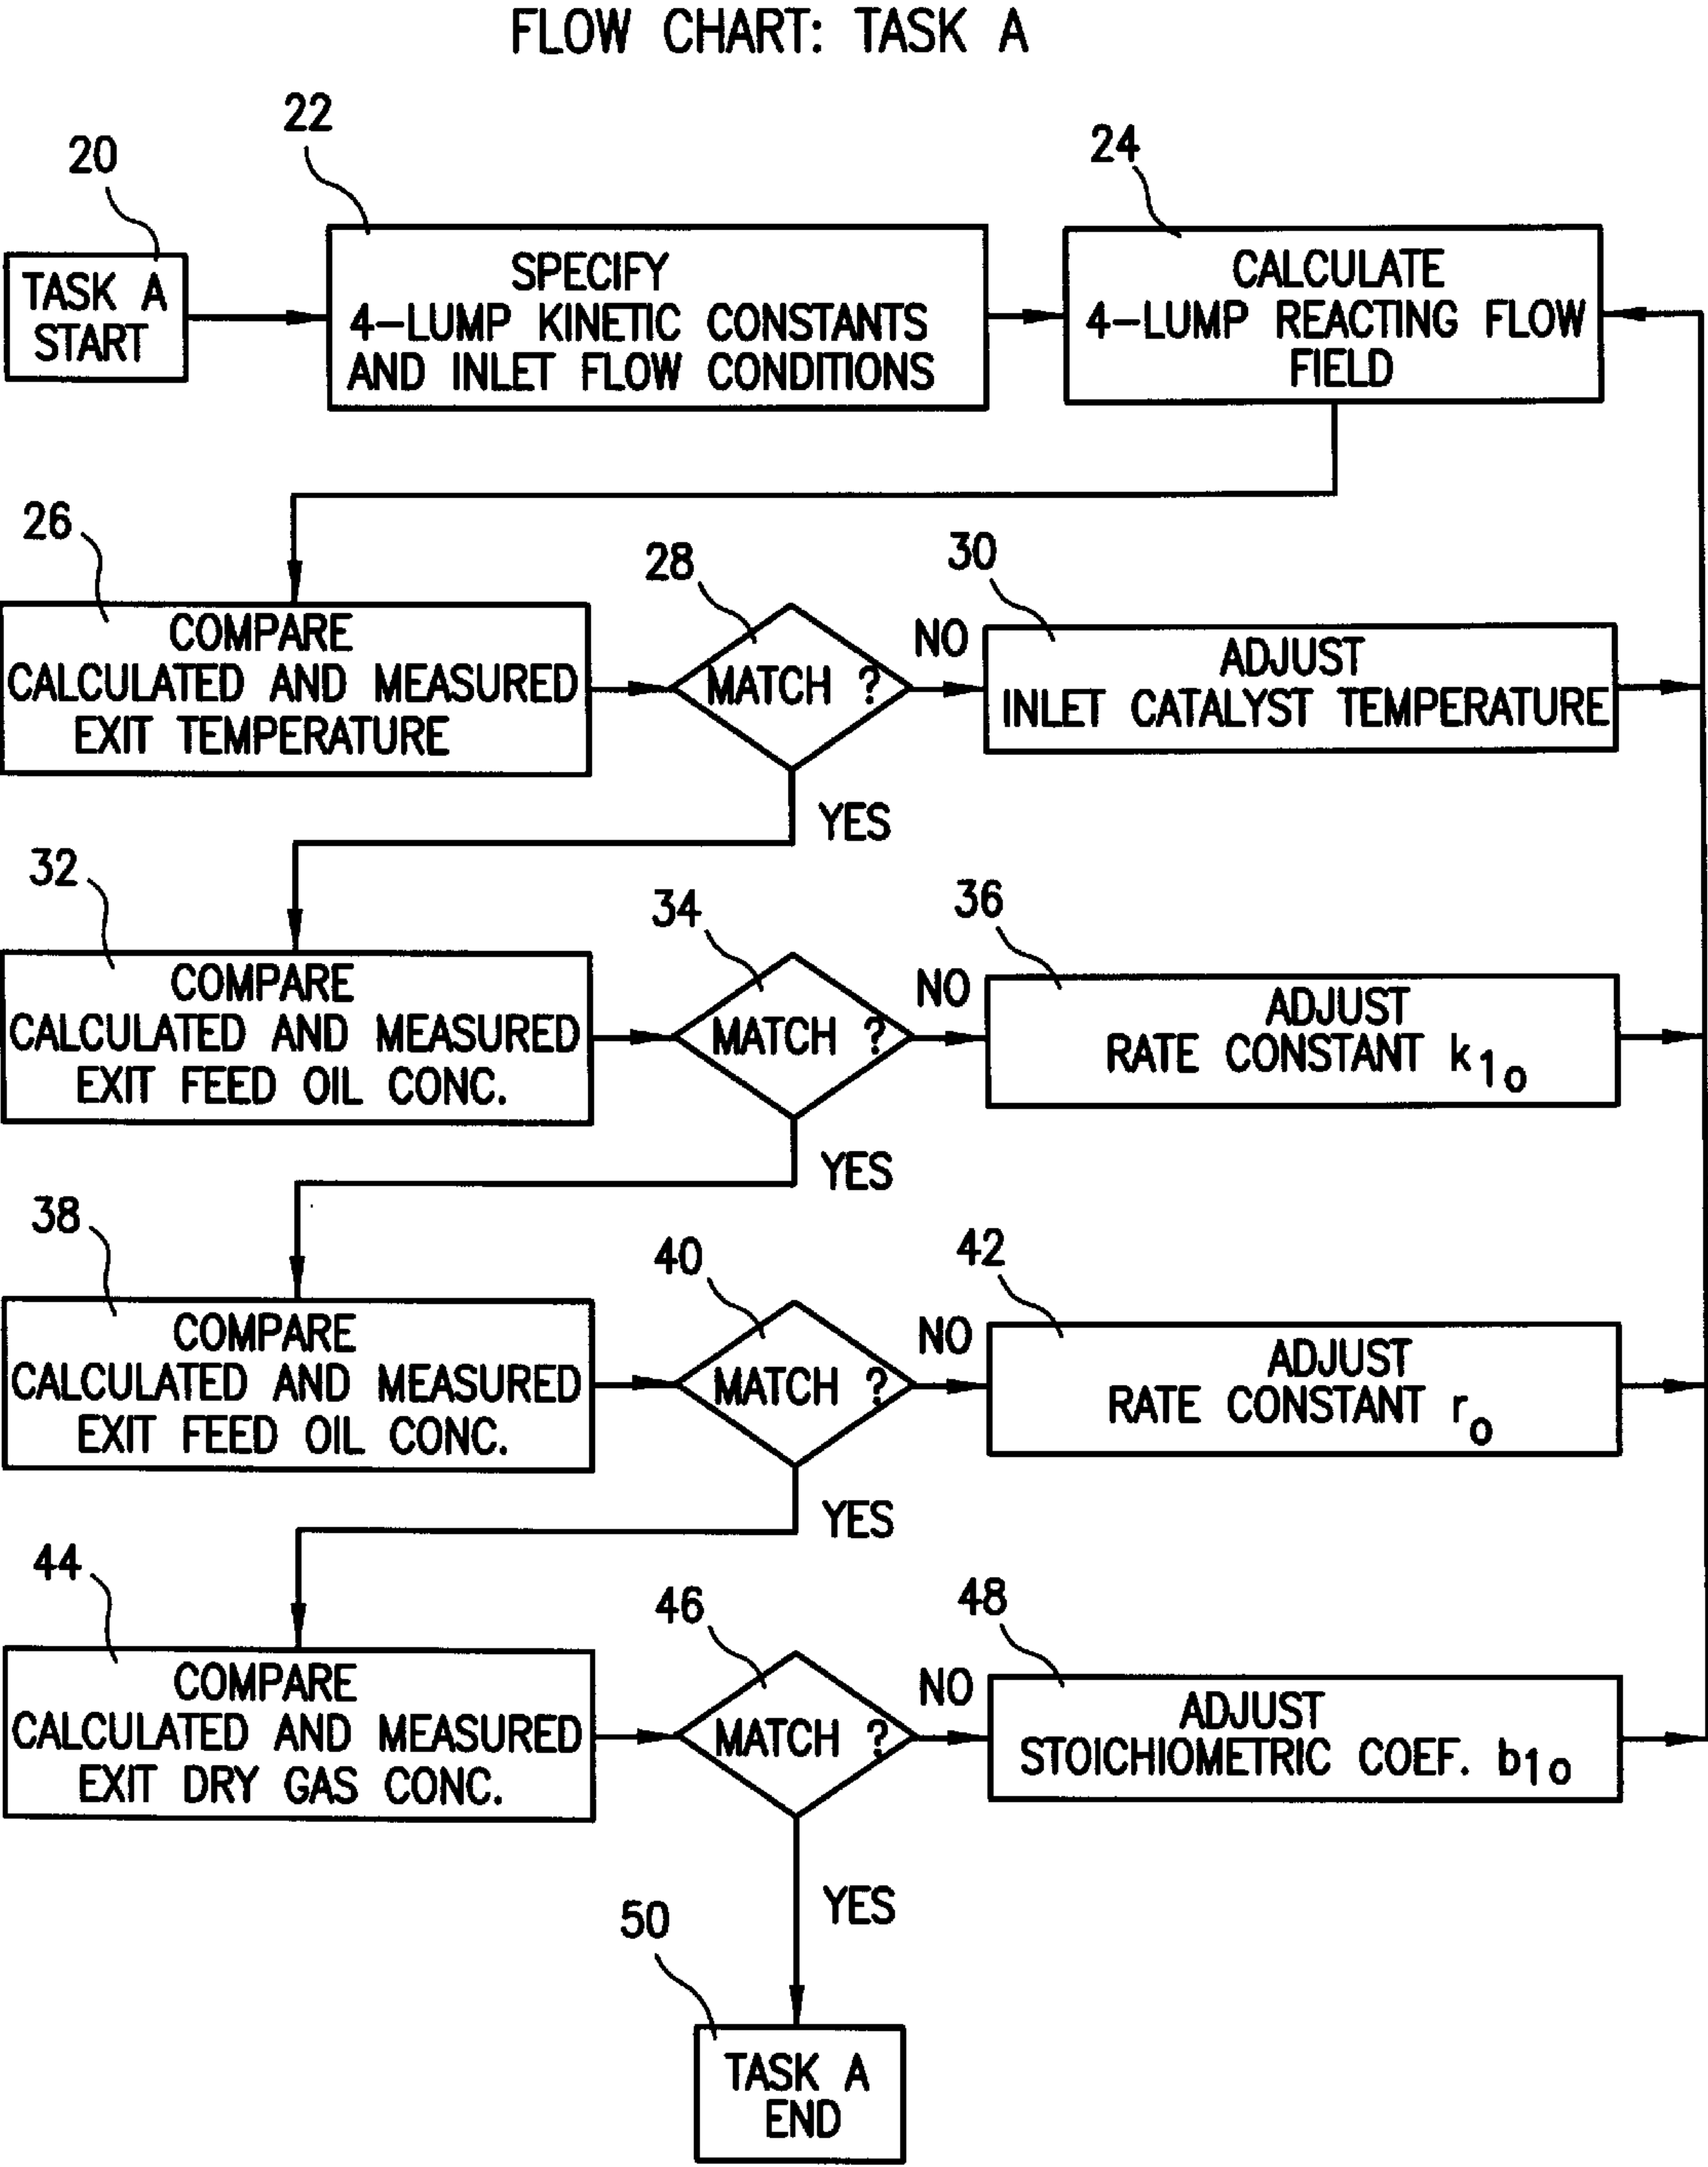 FLOW CHART: TASK A
22
20
24
TASK A
START
SPECIFY
4-LUMP KINETIC CONSTANTS
AND INLET FLOW CONDITIONS
CALCULATE
4-LUMP REACTING FLOW
FIELD
26
28
30
COMPARE
CALCULATED AND MEASURED
EXIT TEMPERATURE
MATCH ?
NO
ADJUST
INLET CATALYST TEMPERATURE
YES
32
34
36
COMPARE
CALCULATED AND MEASURED
EXIT FEED OIL CONC.
MATCH ?
NO
ADJUST
RATE CONSTANT k1o
YES
38
40
42
COMPARE
CALCULATED AND MEASURED
EXIT FEED OIL CONC.
MATCH ?
NO
ADJUST
RATE CONSTANT ro
YES
44
46
48
COMPARE
CALCULATED AND MEASURED
EXIT DRY GAS CONC.
MATCH ?
NO
ADJUST
STOICHIOMETRIC COEF. b1o
YES
50
TASK A
END